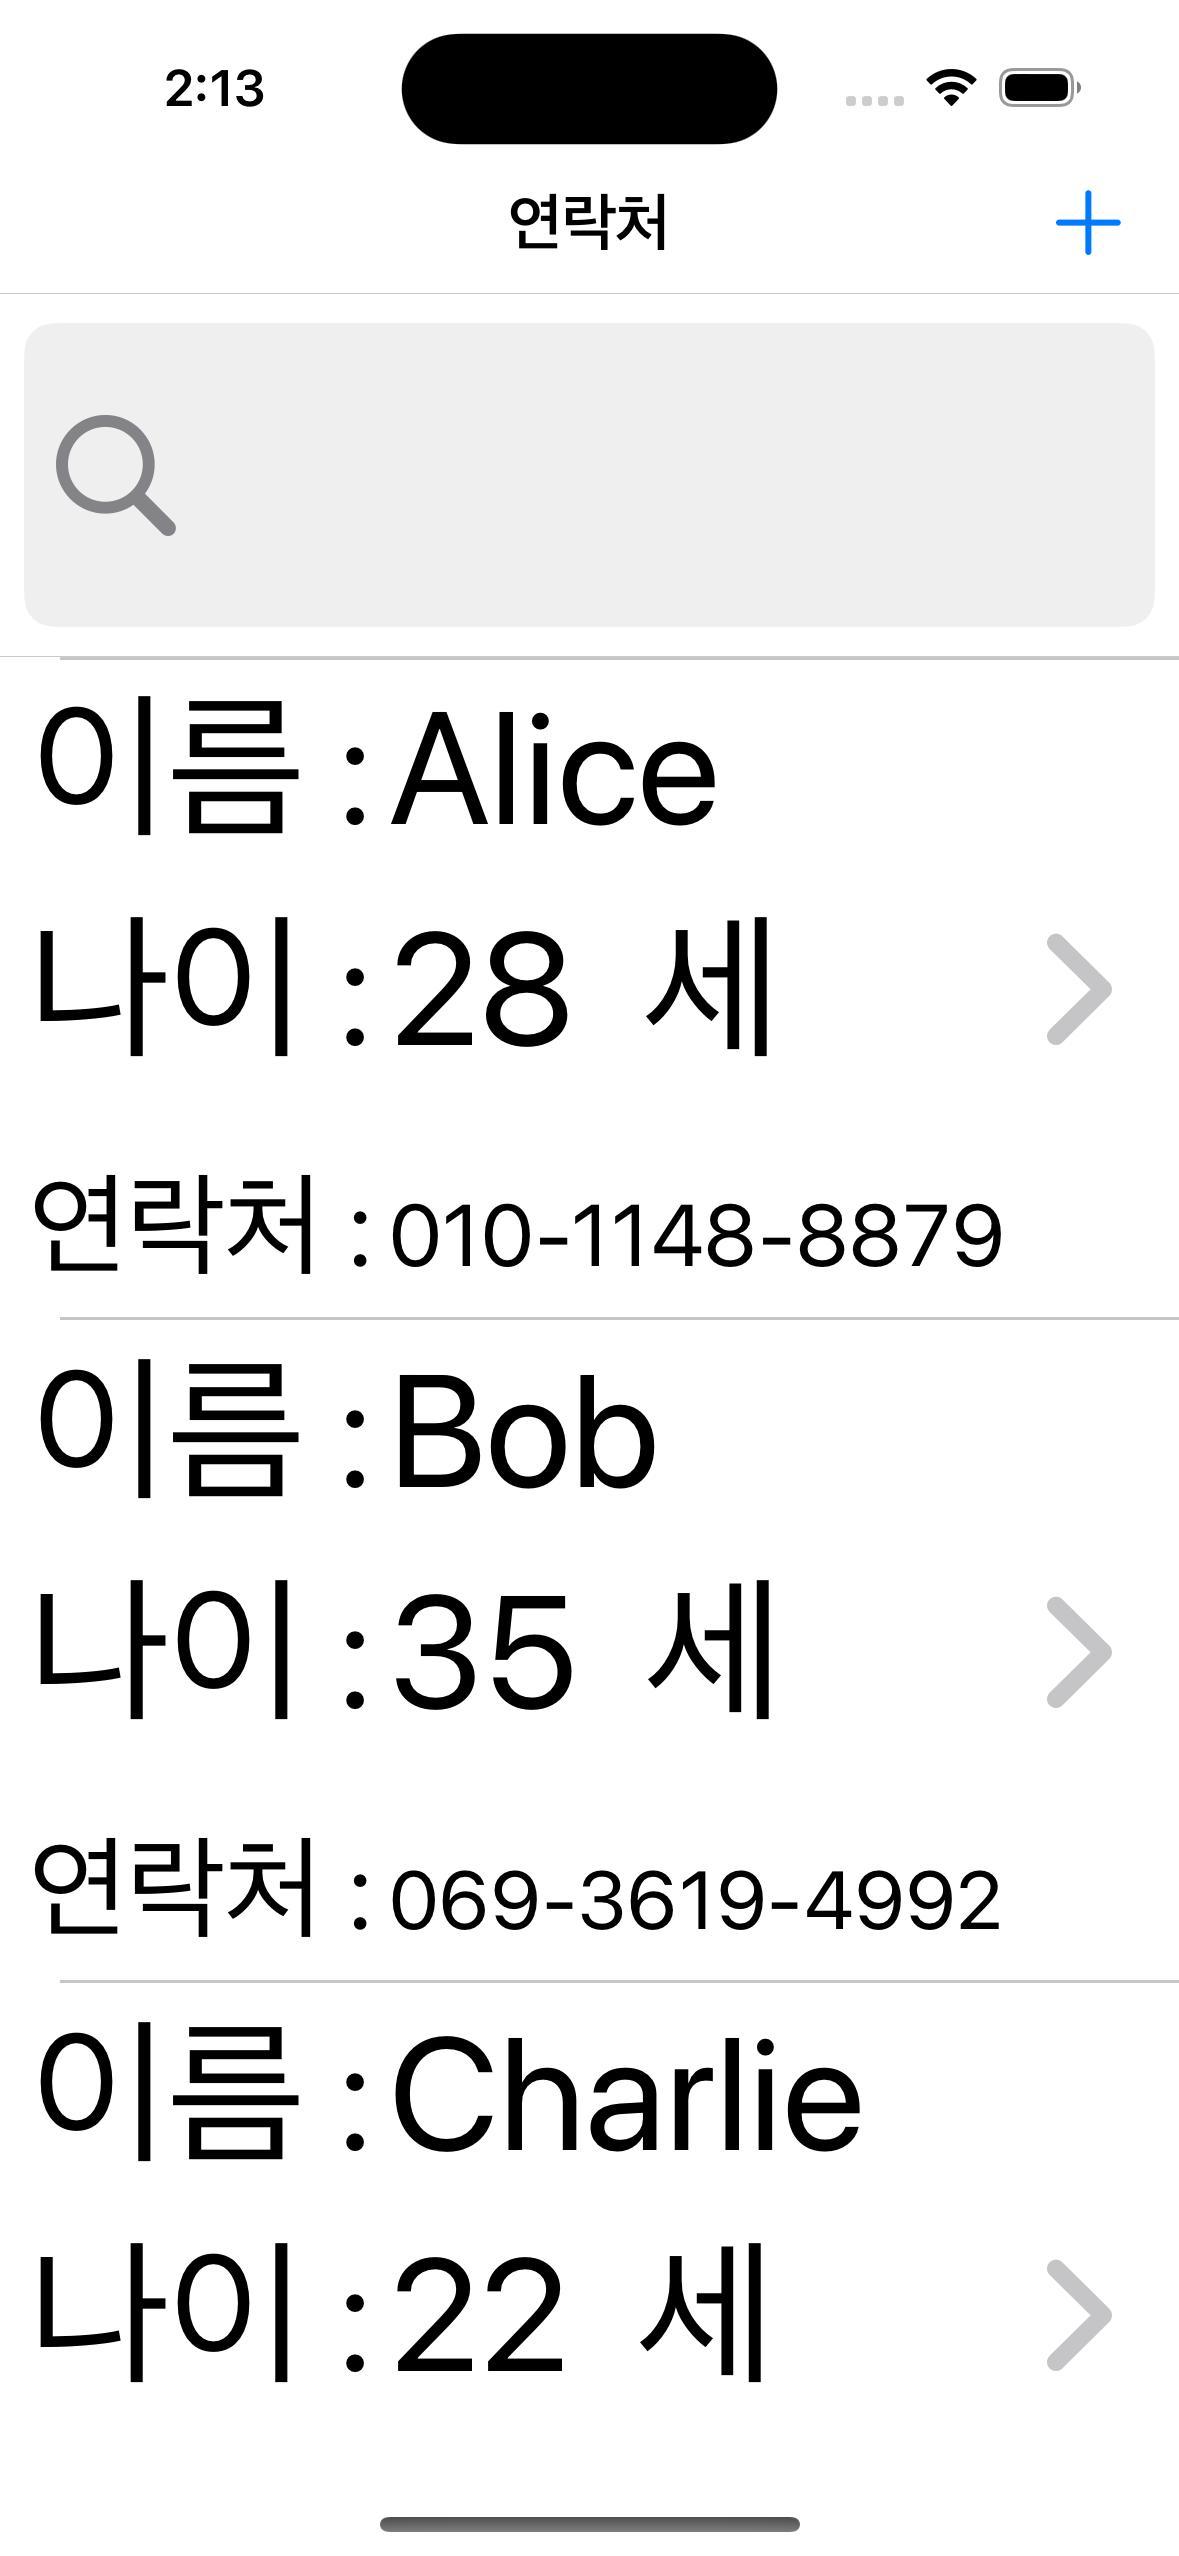 2:13
연락처
이름 : Alice
나이 : 28 세
연락처 : 010-1148-8879
이름 : Bob
나이 : 35 세
연락처 : 069-3619-4992
이름 : Charlie
나이 : 22 세